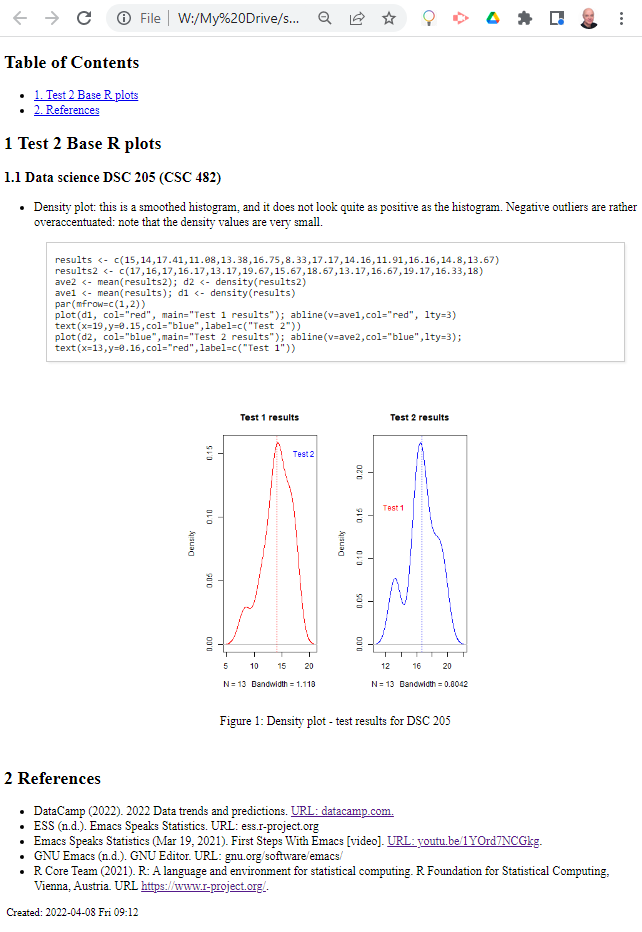 File | W:/My%20Drive/s...
Table of Contents
1. Test 2 Base R plots
2. References
1 Test 2 Base R plots
1.1 Data science DSC 205 (CSC 482)
Density plot: this is a smoothed histogram, and it does not look quite as positive as the histogram. Negative outliers are rather
overaccentuated: note that the density values are very small.
results <- c(15,14,17.41,11.08,13.38,16.75,8.33,17.17,14.16,11.91,16.16,14.8,13.67)
results2 <- c(17,16,17,16.17,13.17,19.67,15.67,18.67,13.17,16.67,19.17,16.33,18)
ave2 <- mean(results2); d2 <- density(results2)
ave1 <- mean(results); d1 <- density(results)
par(mfrow=c(1,2))
plot(d1, col="red", main="Test 1 results"); abline(v=ave1,col="red", lty=3)
text(x=19,y=0.15,col="blue",label=c("Test 2"))
plot(d2, col="blue",main="Test 2 results"); abline(v=ave2,col="blue",lty=3);
text(x=13,y=0.16,col="red",label=c("Test 1"))
Test 1 results
Test 2
Density
0.00 0.05 0.10 0.15
5 10 15 20
N = 13 Bandwidth = 1.118
Test 2 results
Test 1
Density
0.00 0.05 0.10 0.15 0.20
12 16 20
N = 13 Bandwidth = 0.8042
Figure 1: Density plot - test results for DSC 205
2 References
DataCamp (2022). 2022 Data trends and predictions. URL: datacamp.com.
ESS (n.d.). Emacs Speaks Statistics. URL: ess.r-project.org
Emacs Speaks Statistics (Mar 19, 2021). First Steps With Emacs [video]. URL: youtu.be/1YOrd7NCGkg.
GNU Emacs (n.d.). GNU Editor. URL: gnu.org/software/emacs/
R Core Team (2021). R: A language and environment for statistical computing. R Foundation for Statistical Computing,
Vienna, Austria. URL https://www.r-project.org/.
Created: 2022-04-08 Fri 09:12